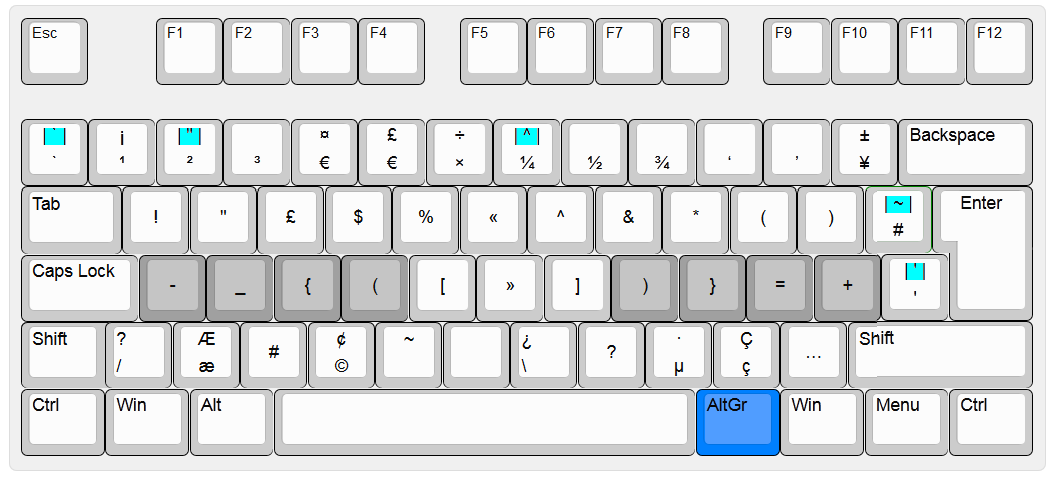 Esc F1 F2 F3 F4 F5 F6 F7 F8 F9 F10 F11 F12
` ¡ " ¤ £ ÷ ^ ±
` ¹ ² ³ € € × ¼ ½ ¾ ‘ ’ ¥ Backspace
Tab ! " £ $ % « ^ & * ( ) ~ Enter
#
Caps Lock - _ { ( [ » ] ) } = + '
'
Shift ? Æ # ¢ ~ ¿ ? · Ç … Shift
/ æ © \ µ ç
Ctrl Win Alt AltGr Win Menu Ctrl